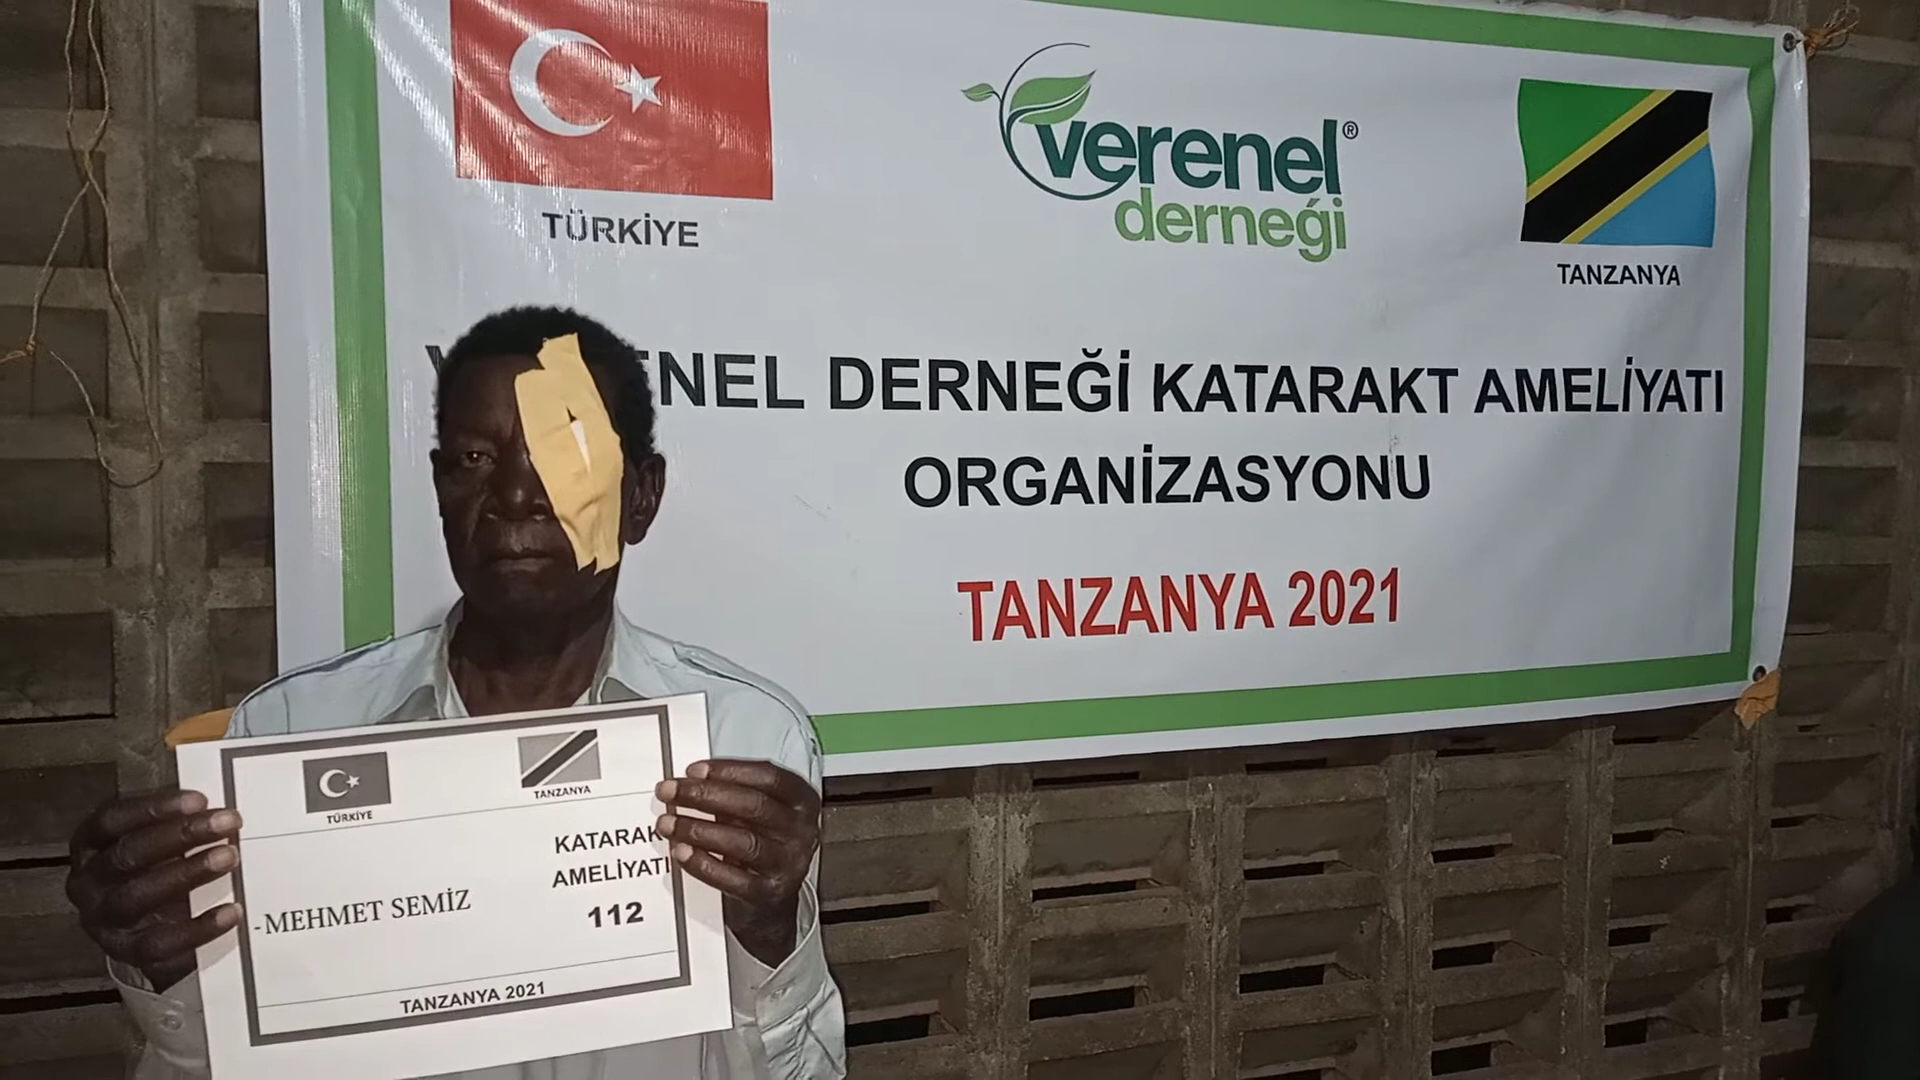 TÜRKİYE
verenel®
derneği
TANZANYA
NEL DERNEĞİ KATARAKT AMELİYATI
ORGANİZASYONU
TANZANYA 2021
TÜRKİYE
TANZANYA
KATARAK
AMELİYATI
-MEHMET SEMİZ
112
TANZANYA 2021